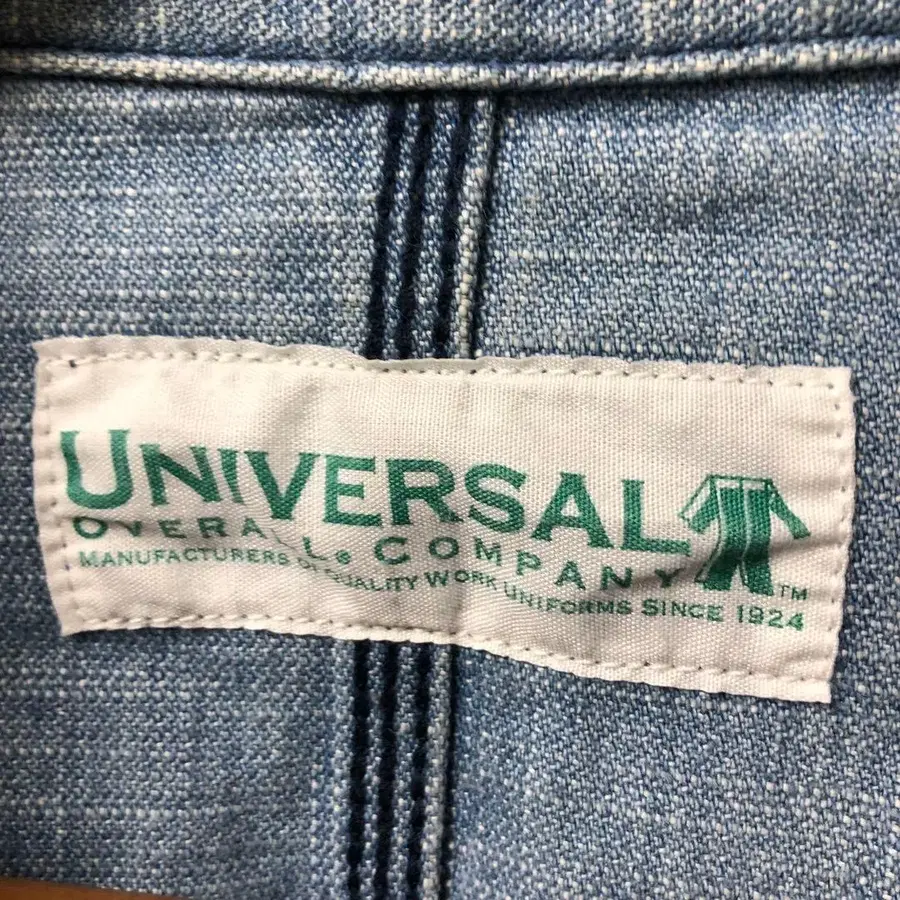 UNIVERSAL
OVERALL COMPANY
MANUFACTURERS OF QUALITY WORK UNIFORMS SINCE 1924
TM